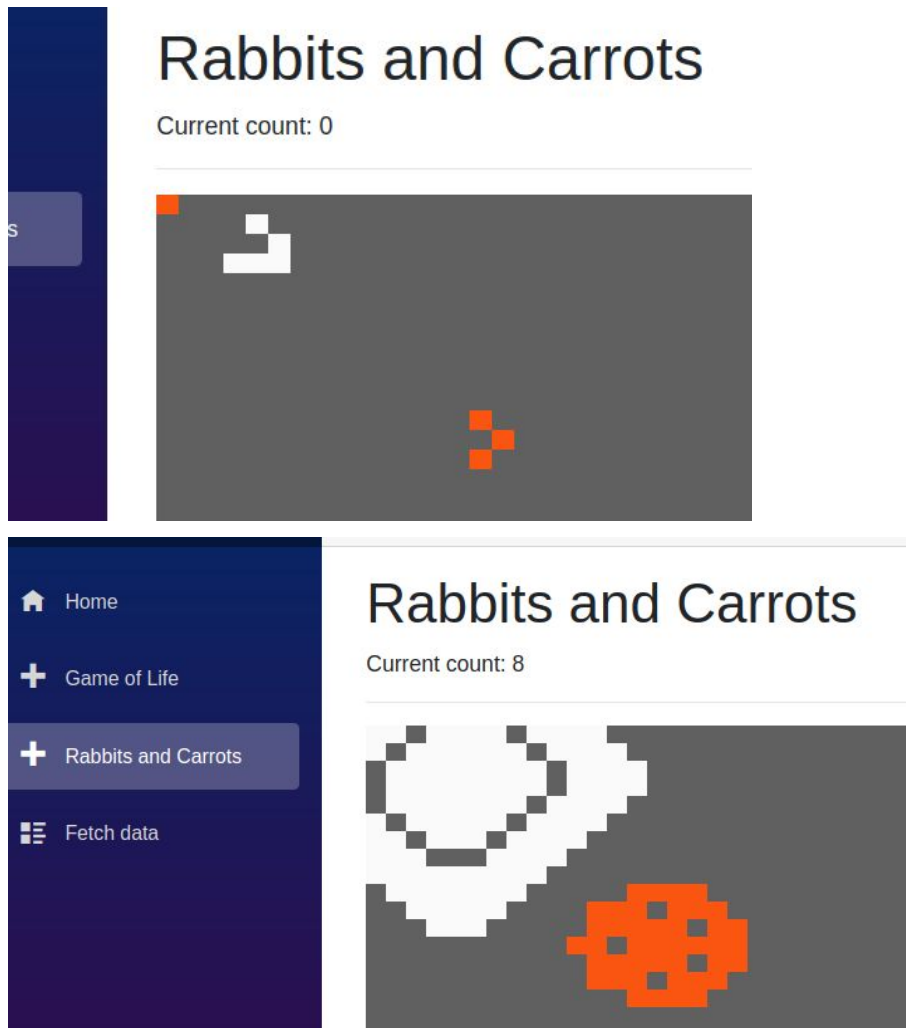 Rabbits and Carrots
Current count: 0
s
Home
Game of Life
Rabbits and Carrots
Fetch data
Rabbits and Carrots
Current count: 8